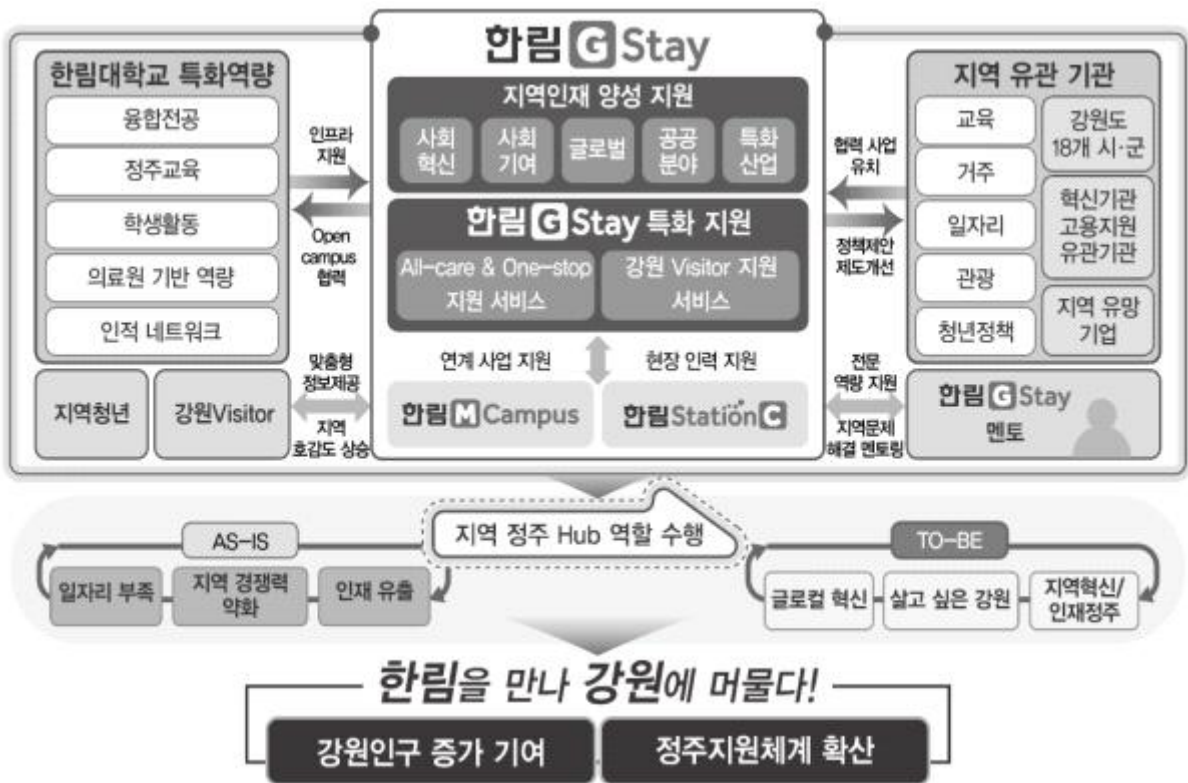 한림 G Stay
한림대학교 특화역량
융합전공
정주교육
학생활동
의료원 기반 역량
인적 네트워크
지역청년
강원Visitor
인프라
지원
Open
campus
협력
맞춤형
정보제공
지역
호감도 상승
지역인재 양성 지원
사회
혁신
사회
기여
글로벌
공공
분야
특화
산업
한림 G Stay 특화 지원
All-care & One-stop
지원 서비스
강원 Visitor 지원
서비스
연계 사업 지원
현장 인력 지원
한림 M Campus
한림 Station C
협력 사업
유치
정책제안
제도개선
전문
역량 지원
지역문제
해결 멘토링
지역 유관 기관
교육
거주
일자리
관광
청년정책
강원도
18개 시·군
혁신기관
고용지원
유관기관
지역 유망
기업
한림 G Stay
멘토
지역 정주 Hub 역할 수행
AS-IS
일자리 부족
지역 경쟁력
약화
인재 유출
TO-BE
글로컬 혁신
살고 싶은 강원
지역혁신/
인재정주
한림을 만나 강원에 머물다!
강원인구 증가 기여
정주지원체계 확산